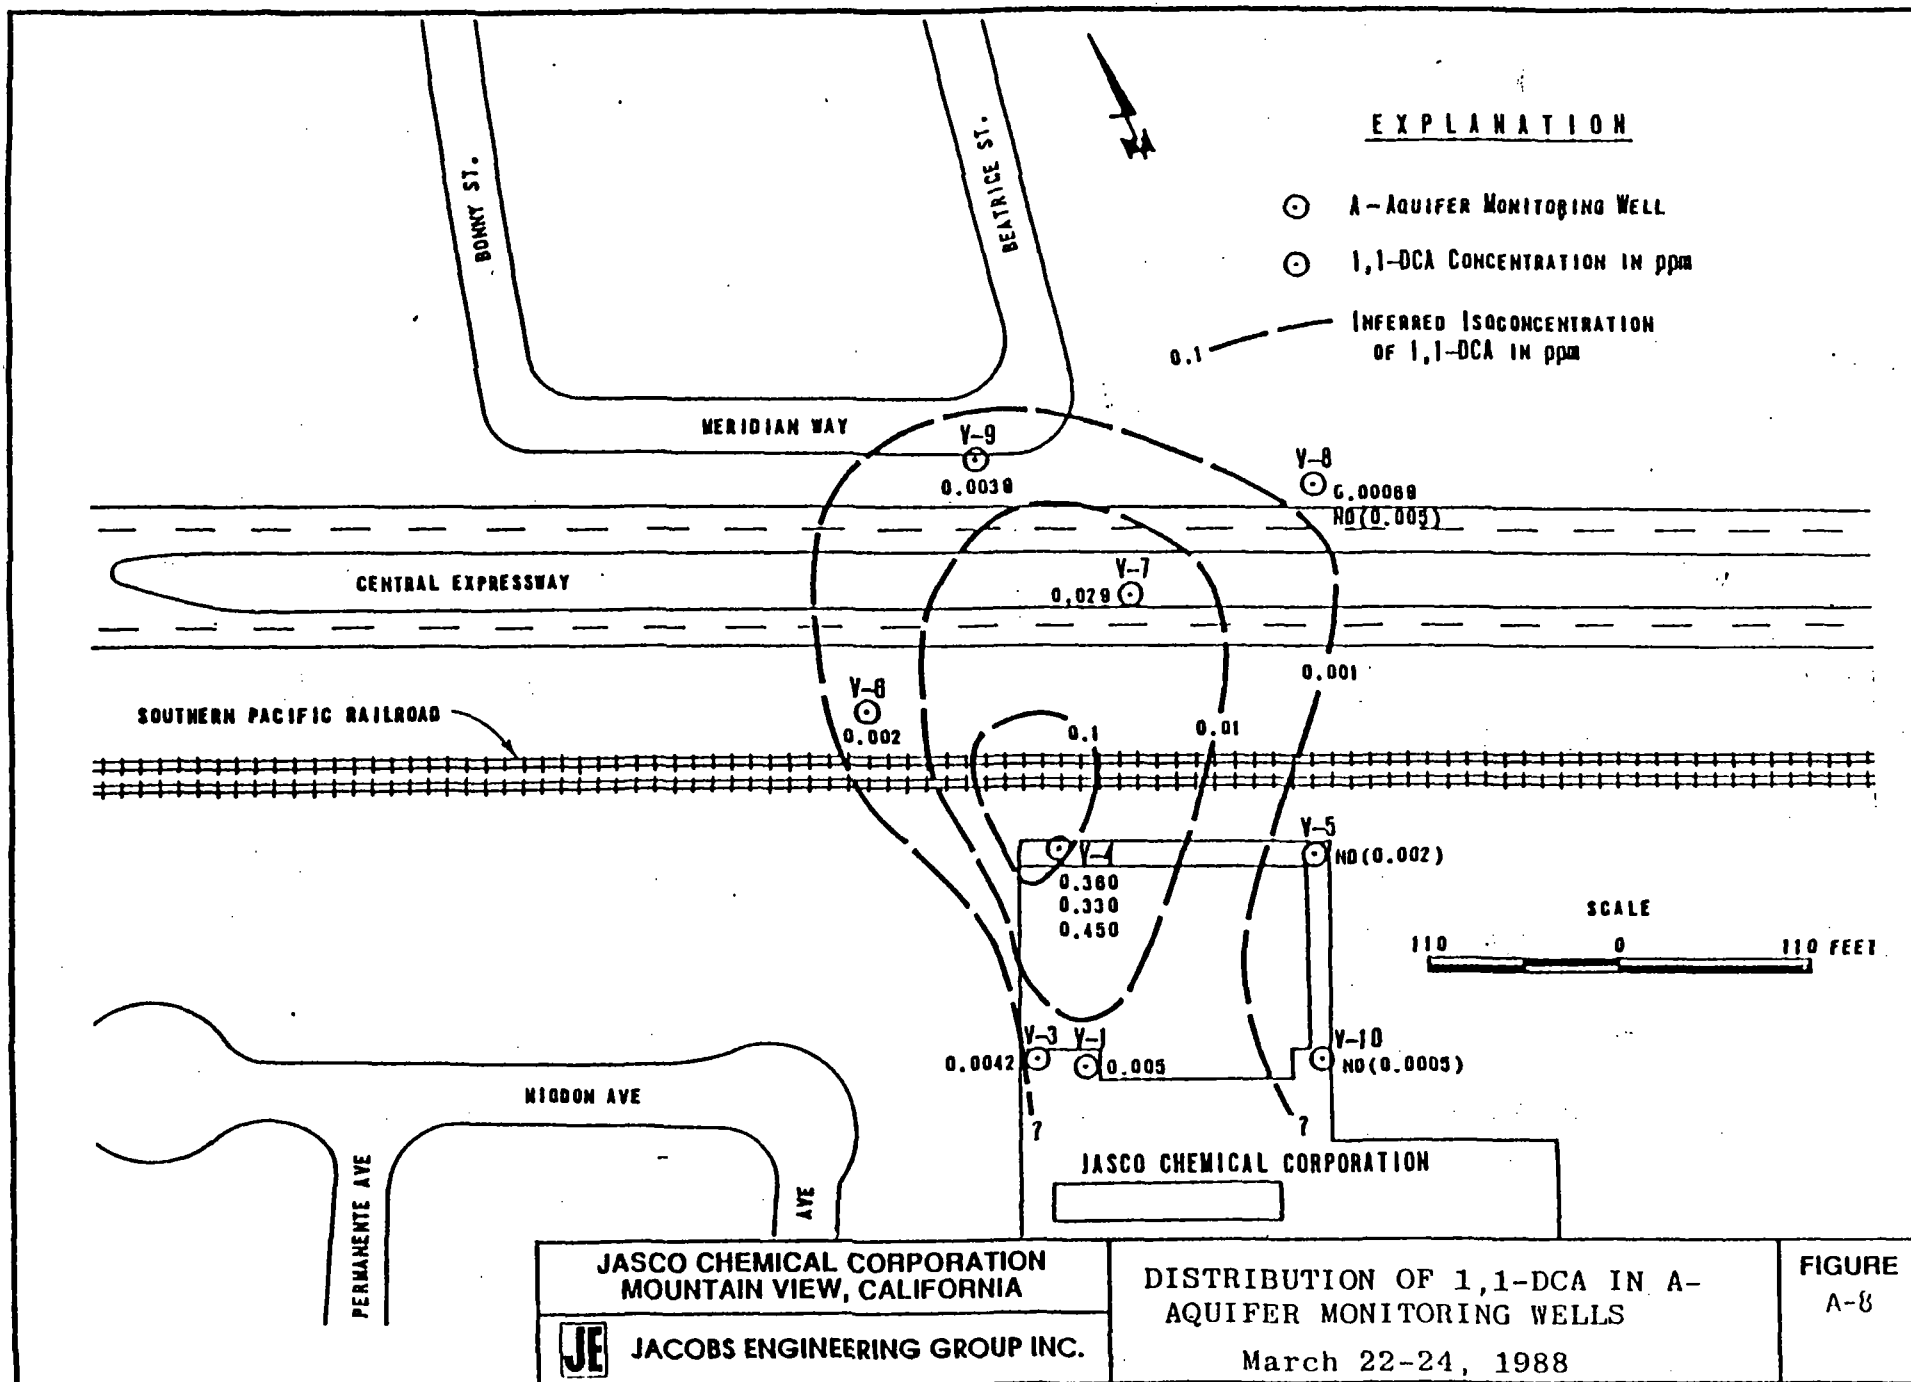 EXPLANATION
A-AQUIFER MONITORING WELL
1,1-DCA CONCENTRATION IN ppm
0.1
INFERRED ISOCONCENTRATION
OF 1,1-DCA IN ppm
BONNY ST.
BEATRICE ST.
MERIDIAN WAY
V-9
0.0039
V-8
0.00069
ND(0.005)
CENTRAL EXPRESSWAY
V-7
0.029
0.001
V-6
0.002
SOUTHERN PACIFIC RAILROAD
0.1
0.01
V-4
0.360
0.330
0.450
V-5
ND(0.002)
SCALE
110 0 110 FEET
V-3
0.0042
V-1
0.005
V-10
ND(0.0005)
?
?
JASCO CHEMICAL CORPORATION
PERMANENTE AVE
AVE
JASCO CHEMICAL CORPORATION
MOUNTAIN VIEW, CALIFORNIA
JE JACOBS ENGINEERING GROUP INC.
DISTRIBUTION OF 1,1-DCA IN A-
AQUIFER MONITORING WELLS
March 22-24, 1988
FIGURE
A-8